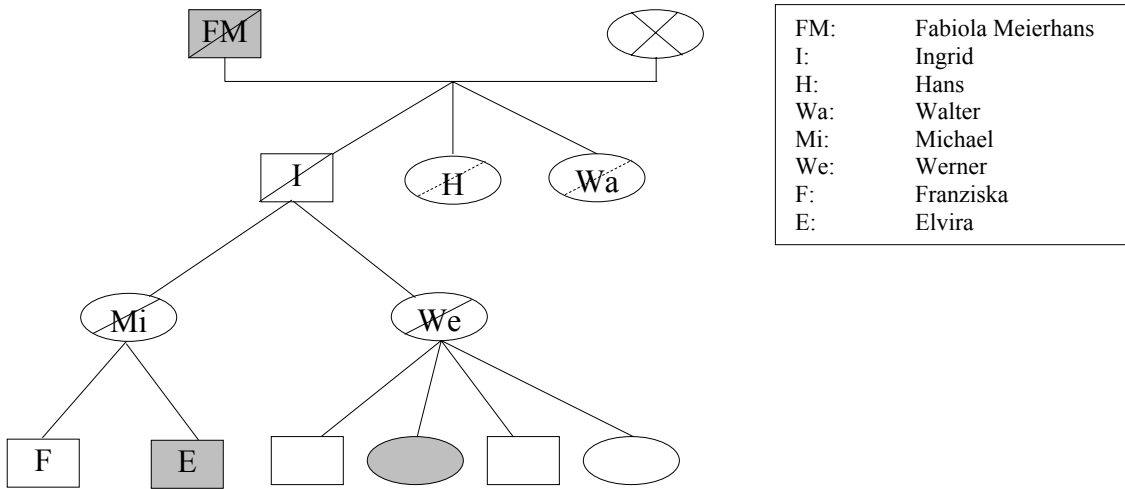 FM
I
H
Wa
Mi
We
F
E
FM: Fabiola Meierhans
I: Ingrid
H: Hans
Wa: Walter
Mi: Michael
We: Werner
F: Franziska
E: Elvira